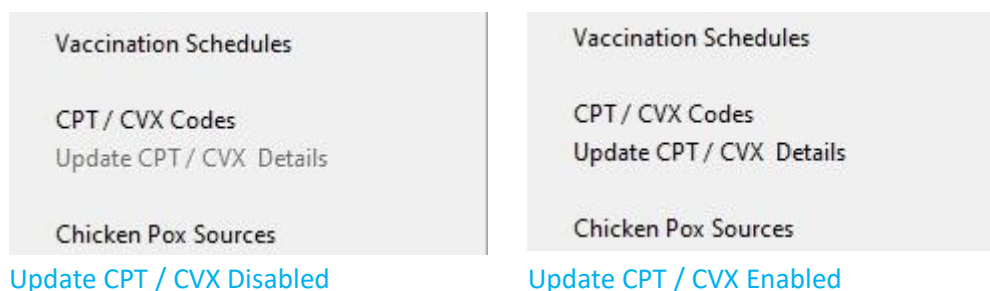 Vaccination Schedules
CPT / CVX Codes
Update CPT / CVX  Details
Chicken Pox Sources
Update CPT / CVX Disabled
Vaccination Schedules
CPT / CVX Codes
Update CPT / CVX  Details
Chicken Pox Sources
Update CPT / CVX Enabled